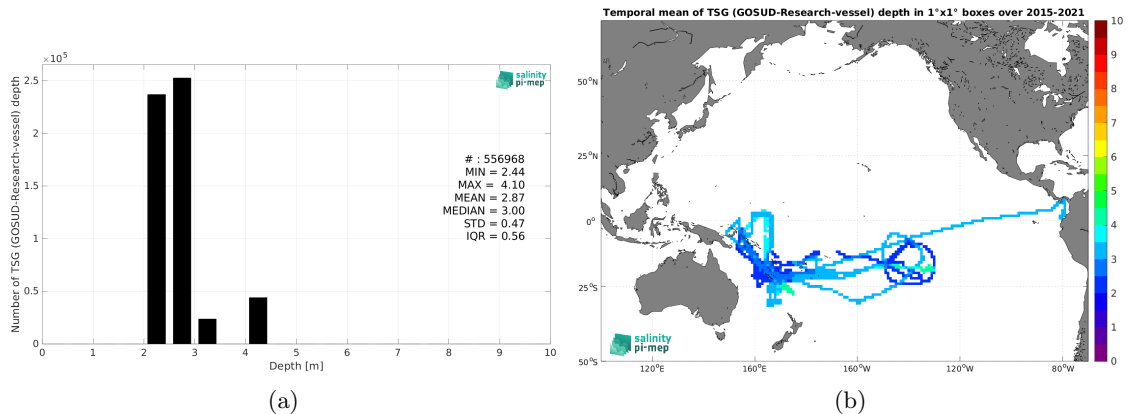 ×10⁵
2.5
2
1.5
1
0.5
0
0 1 2 3 4 5 6 7 8 9 10
Number of TSG (GOSUD-Research-vessel) depth
Depth [m]
salinity
pi-mep
# : 556968
MIN = 2.44
MAX = 4.10
MEAN = 2.87
MEDIAN = 3.00
STD = 0.47
IQR = 0.56
(a)
Temporal mean of TSG (GOSUD-Research-vessel) depth in 1°x1° boxes over 2015-2021
50°N
25°N
0°
25°S
50°S
120°E 160°E 160°W 120°W 80°W
salinity
pi-mep
10
9
8
7
6
5
4
3
2
1
0
(b)